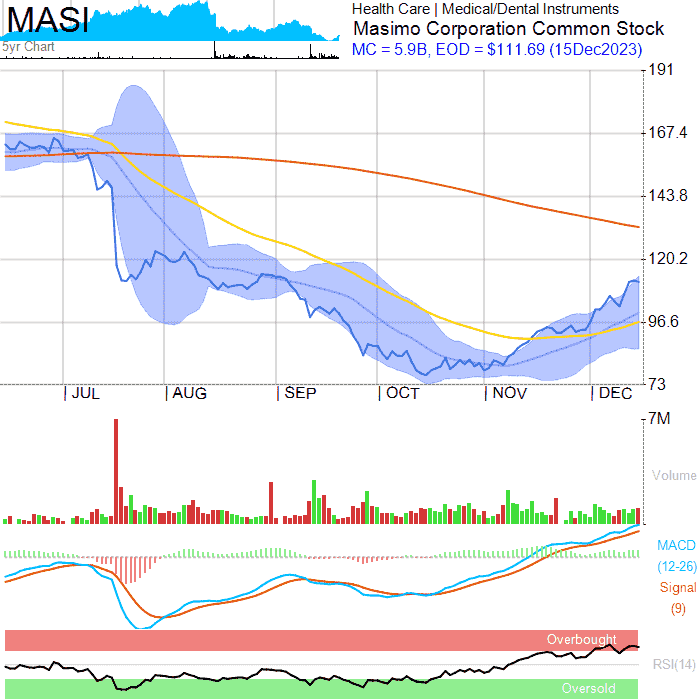 MASI
5yr Chart
Health Care | Medical/Dental Instruments
Masimo Corporation Common Stock
MC = 5.9B, EOD = $111.69 (15Dec2023)
191
167.4
143.8
120.2
96.6
73
JUL AUG SEP OCT NOV DEC
7M
Volume
MACD
(12-26)
Signal
(9)
Overbought
RSI(14)
Oversold